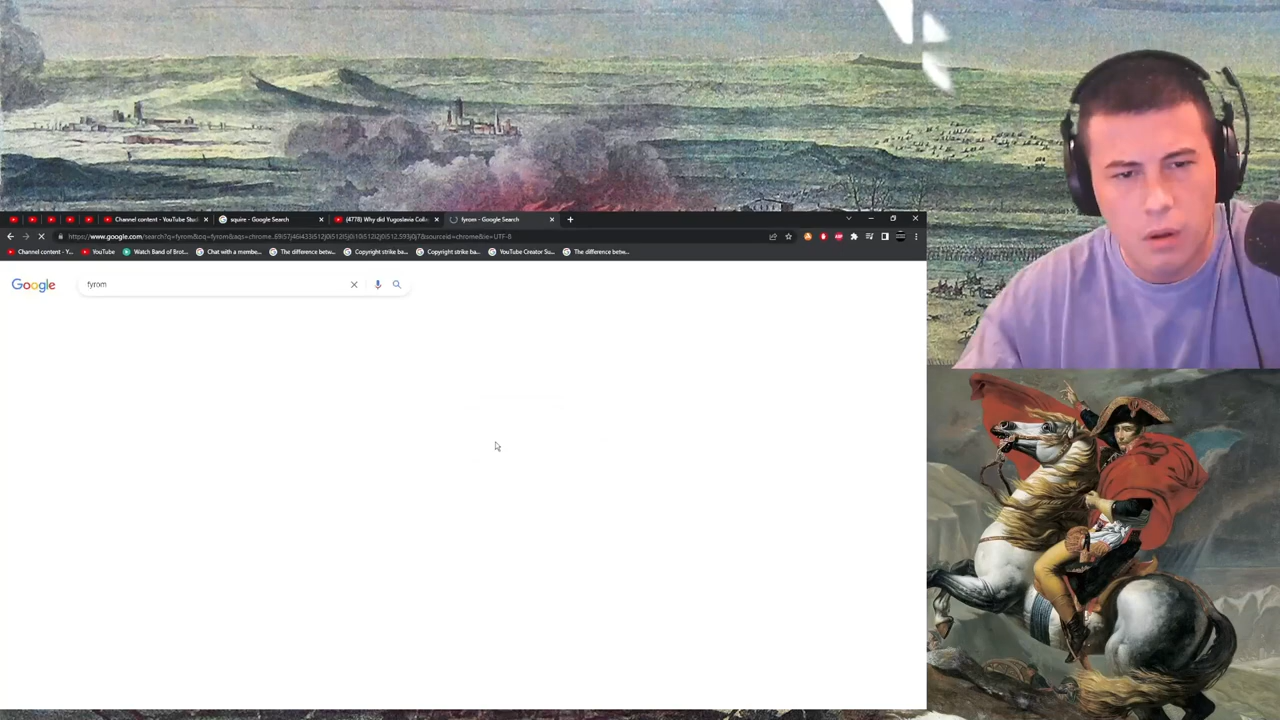 Channel content - YouTube Stud
squire - Google Search
(4778) Why did Yugoslavia Coll
fyrom - Google Search
Channel content - Y...
YouTube
Watch Band of Brot...
Chat with a membe...
The difference betw...
Copyright strike ba...
Copyright strike ba...
YouTube Creator Su...
The difference betw...
Google
fyrom